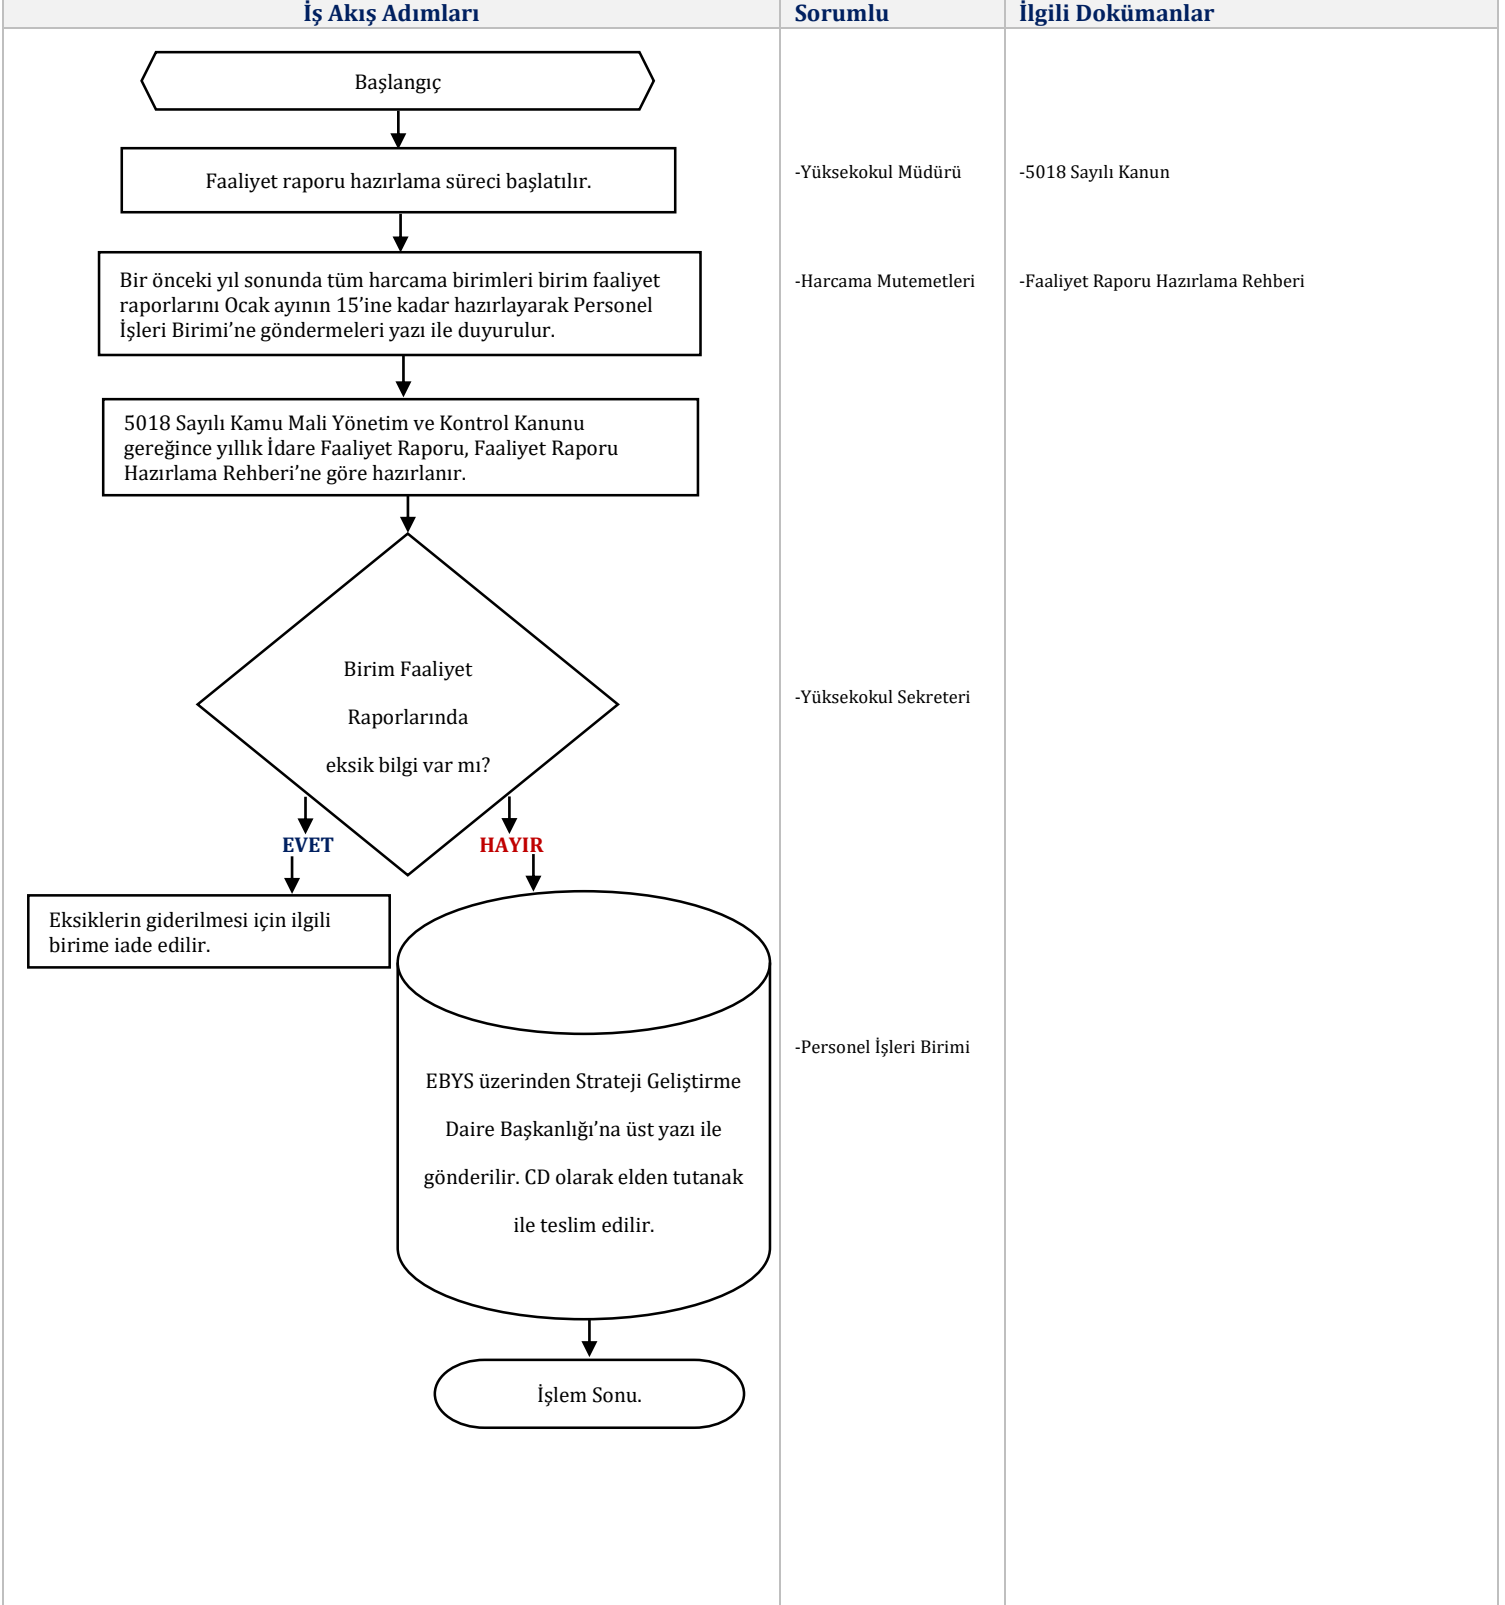 İş Akış Adımları
Sorumlu
İlgili Dokümanlar
Başlangıç
Faaliyet raporu hazırlama süreci başlatılır.
-Yüksekokul Müdürü
-5018 Sayılı Kanun
Bir önceki yıl sonunda tüm harcama birimleri birim faaliyet
raporlarını Ocak ayının 15’ine kadar hazırlayarak Personel
İşleri Birimi’ne göndermeleri yazı ile duyurulur.
-Harcama Mutemetleri
-Faaliyet Raporu Hazırlama Rehberi
5018 Sayılı Kamu Mali Yönetim ve Kontrol Kanunu
gereğince yıllık İdare Faaliyet Raporu, Faaliyet Raporu
Hazırlama Rehberi’ne göre hazırlanır.
Birim Faaliyet
Raporlarında
eksik bilgi var mı?
-Yüksekokul Sekreteri
EVET
HAYIR
Eksiklerin giderilmesi için ilgili
birime iade edilir.
-Personel İşleri Birimi
EBYS üzerinden Strateji Geliştirme
Daire Başkanlığı’na üst yazı ile
gönderilir. CD olarak elden tutanak
ile teslim edilir.
İşlem Sonu.